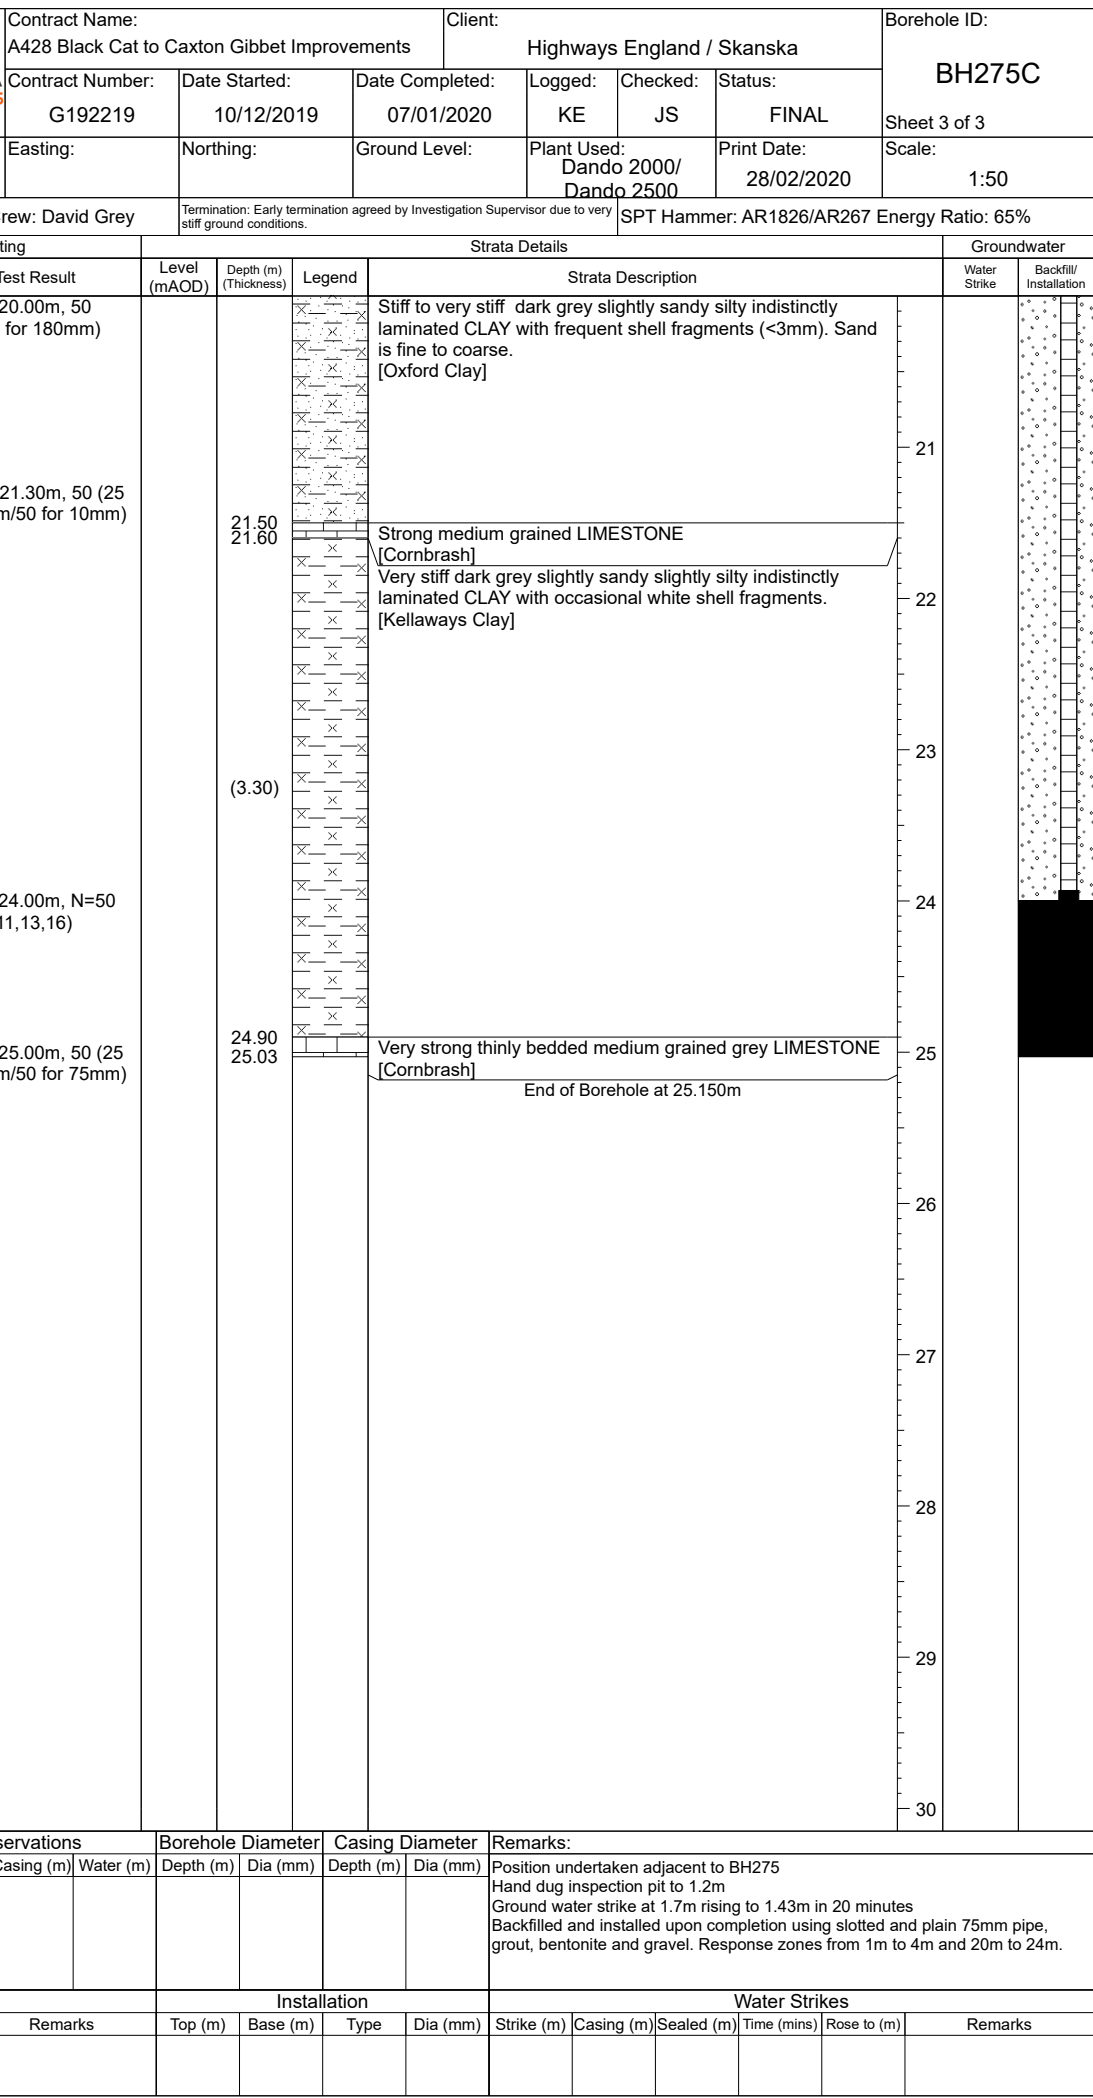 Contract Name:
A428 Black Cat to Caxton Gibbet Improvements
Client:
Highways England / Skanska
Borehole ID:
BH275C
Sheet 3 of 3
Contract Number:
G192219
Date Started:
10/12/2019
Date Completed:
07/01/2020
Logged:
KE
Checked:
JS
Status:
FINAL
Easting:
Northing:
Ground Level:
Plant Used:
Dando 2000/
Dando 2500
Print Date:
28/02/2020
Scale:
1:50
rew: David Grey
Termination: Early termination agreed by Investigation Supervisor due to very
stiff ground conditions.
SPT Hammer: AR1826/AR267 Energy Ratio: 65%
ting
Strata Details
Groundwater
Test Result
Level
(mAOD)
Depth (m)
(Thickness)
Legend
Strata Description
Water
Strike
Backfill/
Installation
20.00m, 50
for 180mm)
Stiff to very stiff dark grey slightly sandy silty indistinctly
laminated CLAY with frequent shell fragments (<3mm). Sand
is fine to coarse.
[Oxford Clay]
21
21.30m, 50 (25
m/50 for 10mm)
21.50
21.60
Strong medium grained LIMESTONE
[Cornbrash]
Very stiff dark grey slightly sandy slightly silty indistinctly
laminated CLAY with occasional white shell fragments.
[Kellaways Clay]
22
23
(3.30)
24.00m, N=50
11,13,16)
24
24.90
25.03
25.00m, 50 (25
m/50 for 75mm)
Very strong thinly bedded medium grained grey LIMESTONE
[Cornbrash]
25
End of Borehole at 25.150m
26
27
28
29
30
servations
Borehole Diameter
Casing Diameter
Remarks:
Casing (m)
Water (m)
Depth (m)
Dia (mm)
Depth (m)
Dia (mm)
Position undertaken adjacent to BH275
Hand dug inspection pit to 1.2m
Ground water strike at 1.7m rising to 1.43m in 20 minutes
Backfilled and installed upon completion using slotted and plain 75mm pipe,
grout, bentonite and gravel. Response zones from 1m to 4m and 20m to 24m.
Installation
Water Strikes
Remarks
Top (m)
Base (m)
Type
Dia (mm)
Strike (m)
Casing (m)
Sealed (m)
Time (mins)
Rose to (m)
Remarks